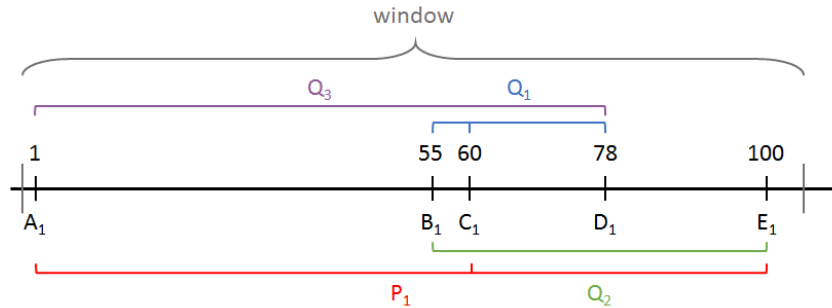 window
Q₃ Q₁
1 55 60 78 100
A₁ B₁ C₁ D₁ E₁
P₁ Q₂